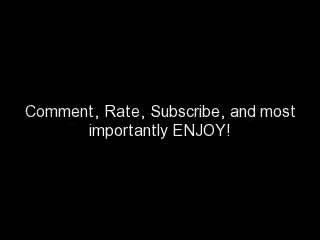 Comment, Rate, Subscribe, and most
importantly ENJOY!